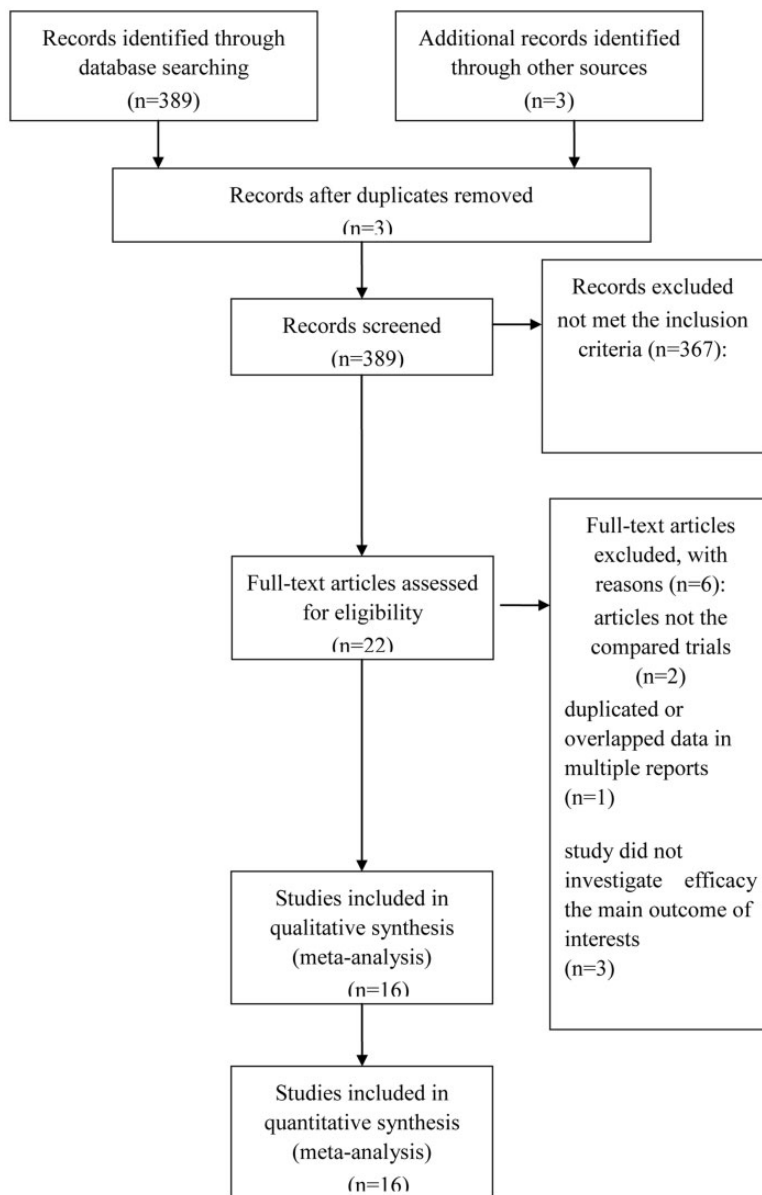 Records identified through
database searching
(n=389)
Additional records identified
through other sources
(n=3)
Records after duplicates removed
(n=3)
Records screened
(n=389)
Records excluded
not met the inclusion
criteria (n=367):
Full-text articles assessed
for eligibility
(n=22)
Full-text articles
excluded, with
reasons (n=6):
articles not the
compared trials
(n=2)
duplicated or
overlapped data in
multiple reports
(n=1)
study did not
investigate efficacy
the main outcome of
interests
(n=3)
Studies included in
qualitative synthesis
(meta-analysis)
(n=16)
Studies included in
quantitative synthesis
(meta-analysis)
(n=16)